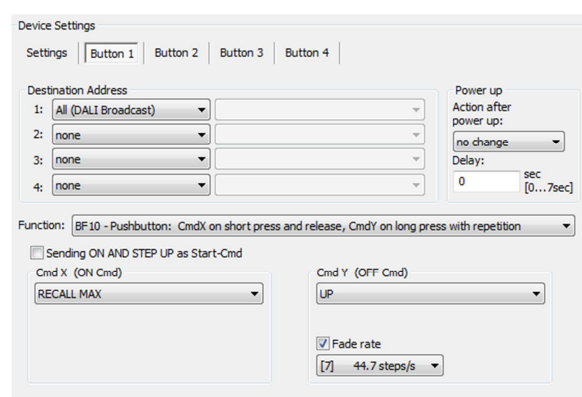 Device Settings
Settings Button 1 Button 2 Button 3 Button 4
Destination Address
1: All (DALI Broadcast)
2: none
3: none
4: none
Power up
Action after
power up:
no change
Delay:
0 sec
[0...7sec]
Function: BF10 - Pushbutton: CmdX on short press and release, CmdY on long press with repetition
Sending ON AND STEP UP as Start-Cmd
Cmd X (ON Cmd)
RECALL MAX
Cmd Y (OFF Cmd)
UP
Fade rate
[7] 44.7 steps/s